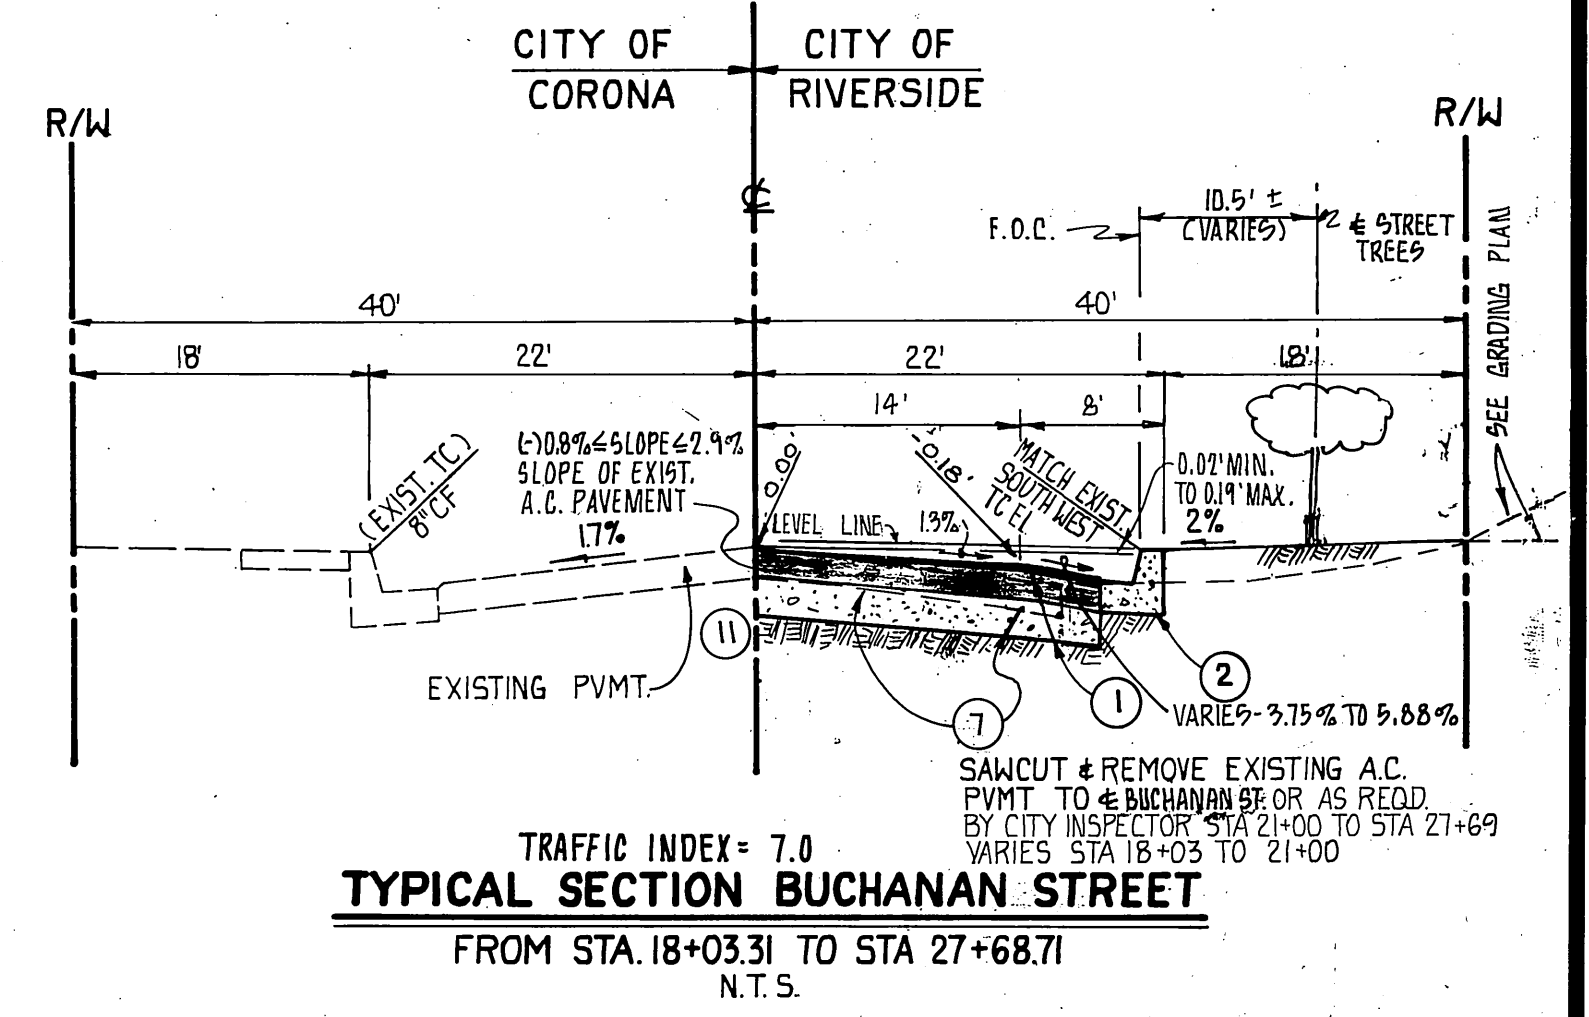 CITY OF
CORONA
CITY OF
RIVERSIDE
R/W
R/W
℄
10.5' ±
(VARIES)
F.O.C.
℄ STREET
TREES
SEE GRADING PLAN
40'
40'
18'
22'
22'
18'
14'
8'
(EXIST. TC)
8" CF
(-)0.8%≤SLOPE≤2.9%
SLOPE OF EXIST.
A.C. PAVEMENT
1.7%
0.00'
-0.18'
MATCH EXIST.
SOUTH WEST
TC EL
0.02' MIN.
TO 0.19' MAX.
2%
LEVEL LINE
1.3%
11
EXISTING PVMT.
7
1
2
VARIES-3.75% TO 5.88%
SAWCUT & REMOVE EXISTING A.C.
PVMT TO ℄ BUCHANAN ST. OR AS REQD.
BY CITY INSPECTOR STA 21+00 TO STA 27+69
VARIES STA 18+03 TO 21+00
TRAFFIC INDEX= 7.0
TYPICAL SECTION BUCHANAN STREET
FROM STA. 18+03.31 TO STA 27+68.71
N.T.S.